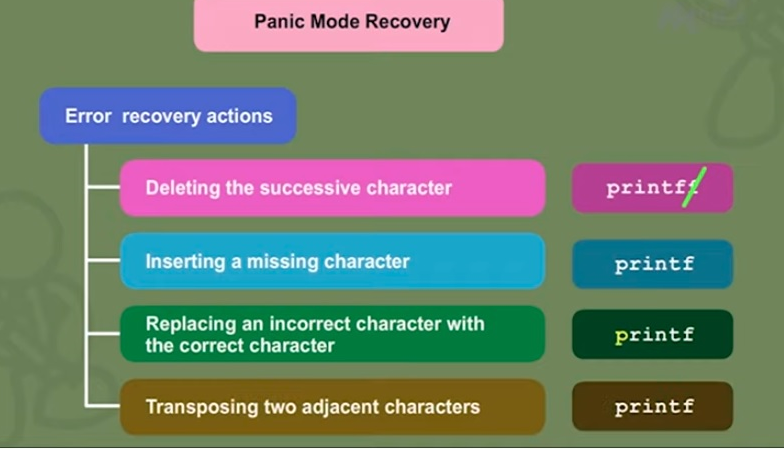 Panic Mode Recovery
Error recovery actions
Deleting the successive character
printff
Inserting a missing character
printf
Replacing an incorrect character with
the correct character
printf
Transposing two adjacent characters
printf